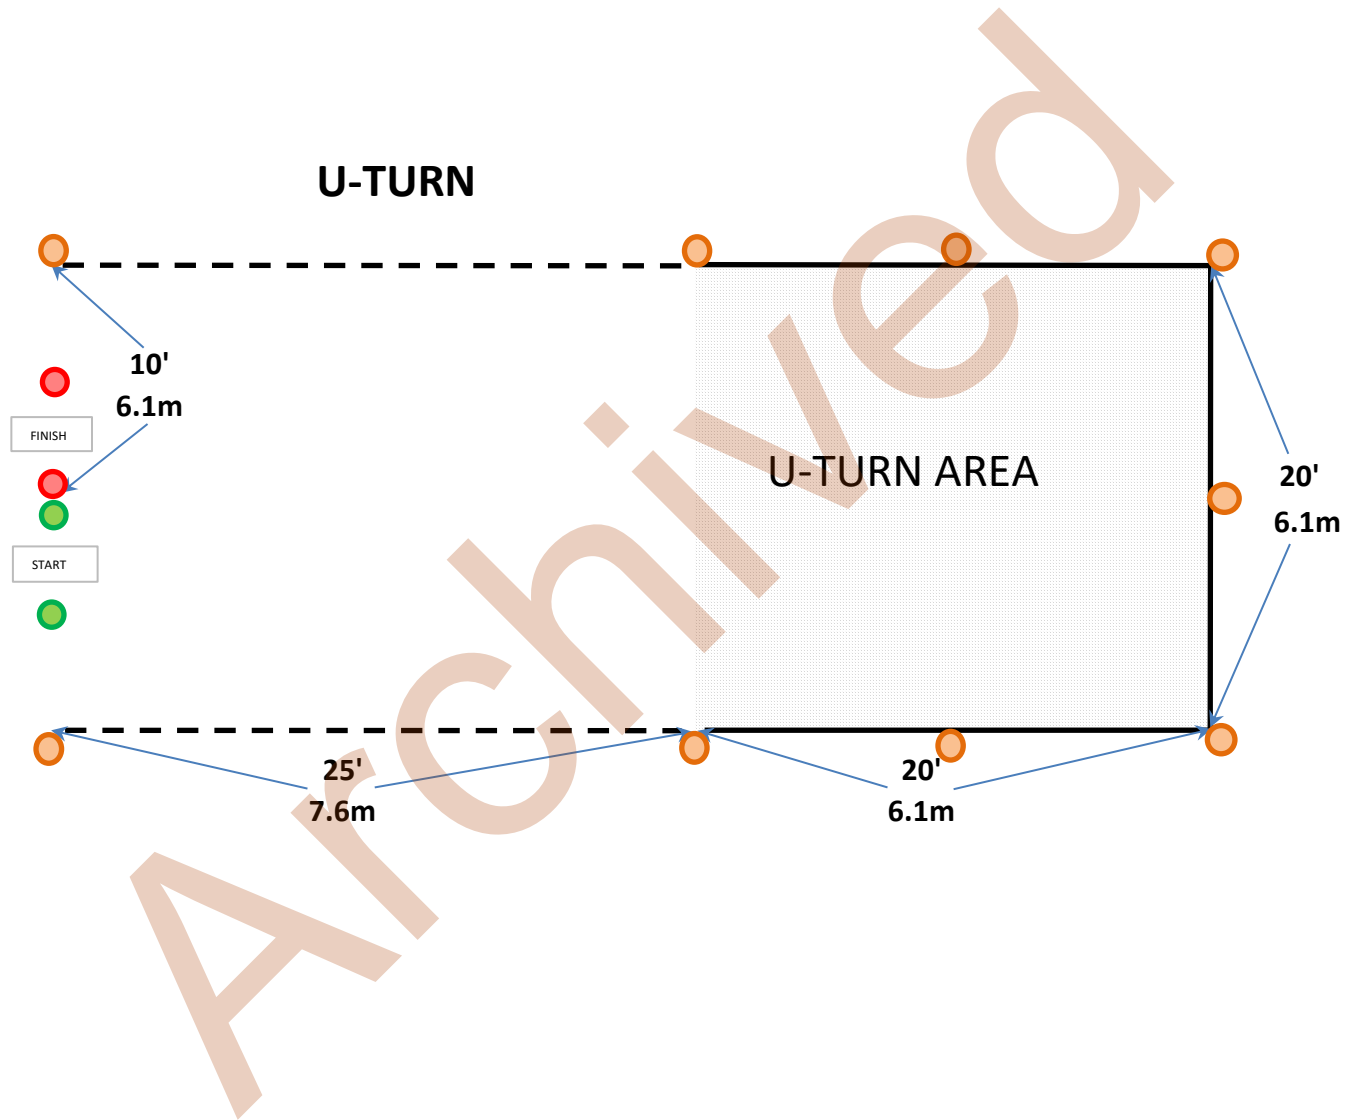 U-TURN
10'
6.1m
FINISH
U-TURN AREA
20'
6.1m
START
25'
7.6m
20'
6.1m
Archived